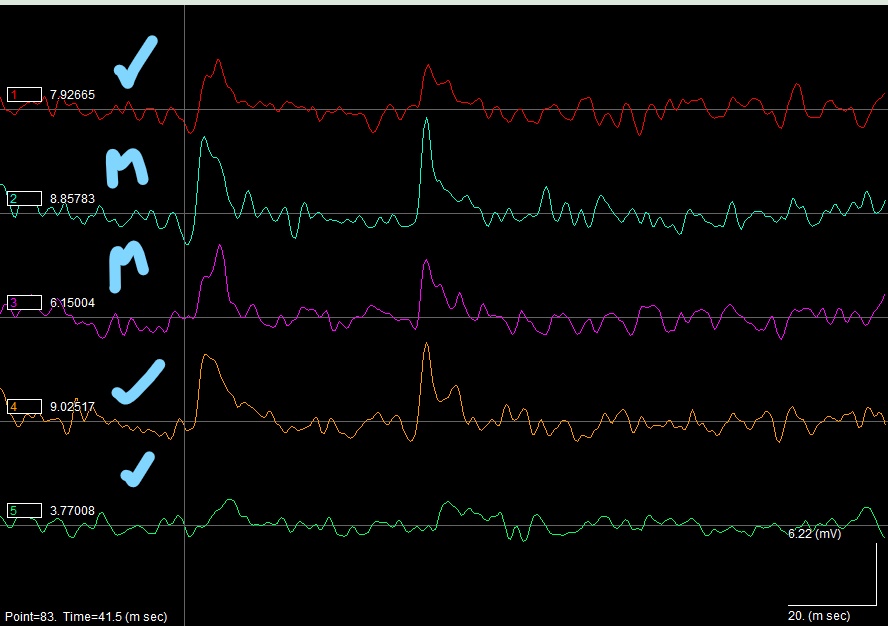 ✓
1 7.92665
M
2 8.85783
M
3 6.15004
✓
4 9.02517
✓
5 3.77008
6.22 (mV)
20. (m sec)
Point=83. Time=41.5 (m sec)